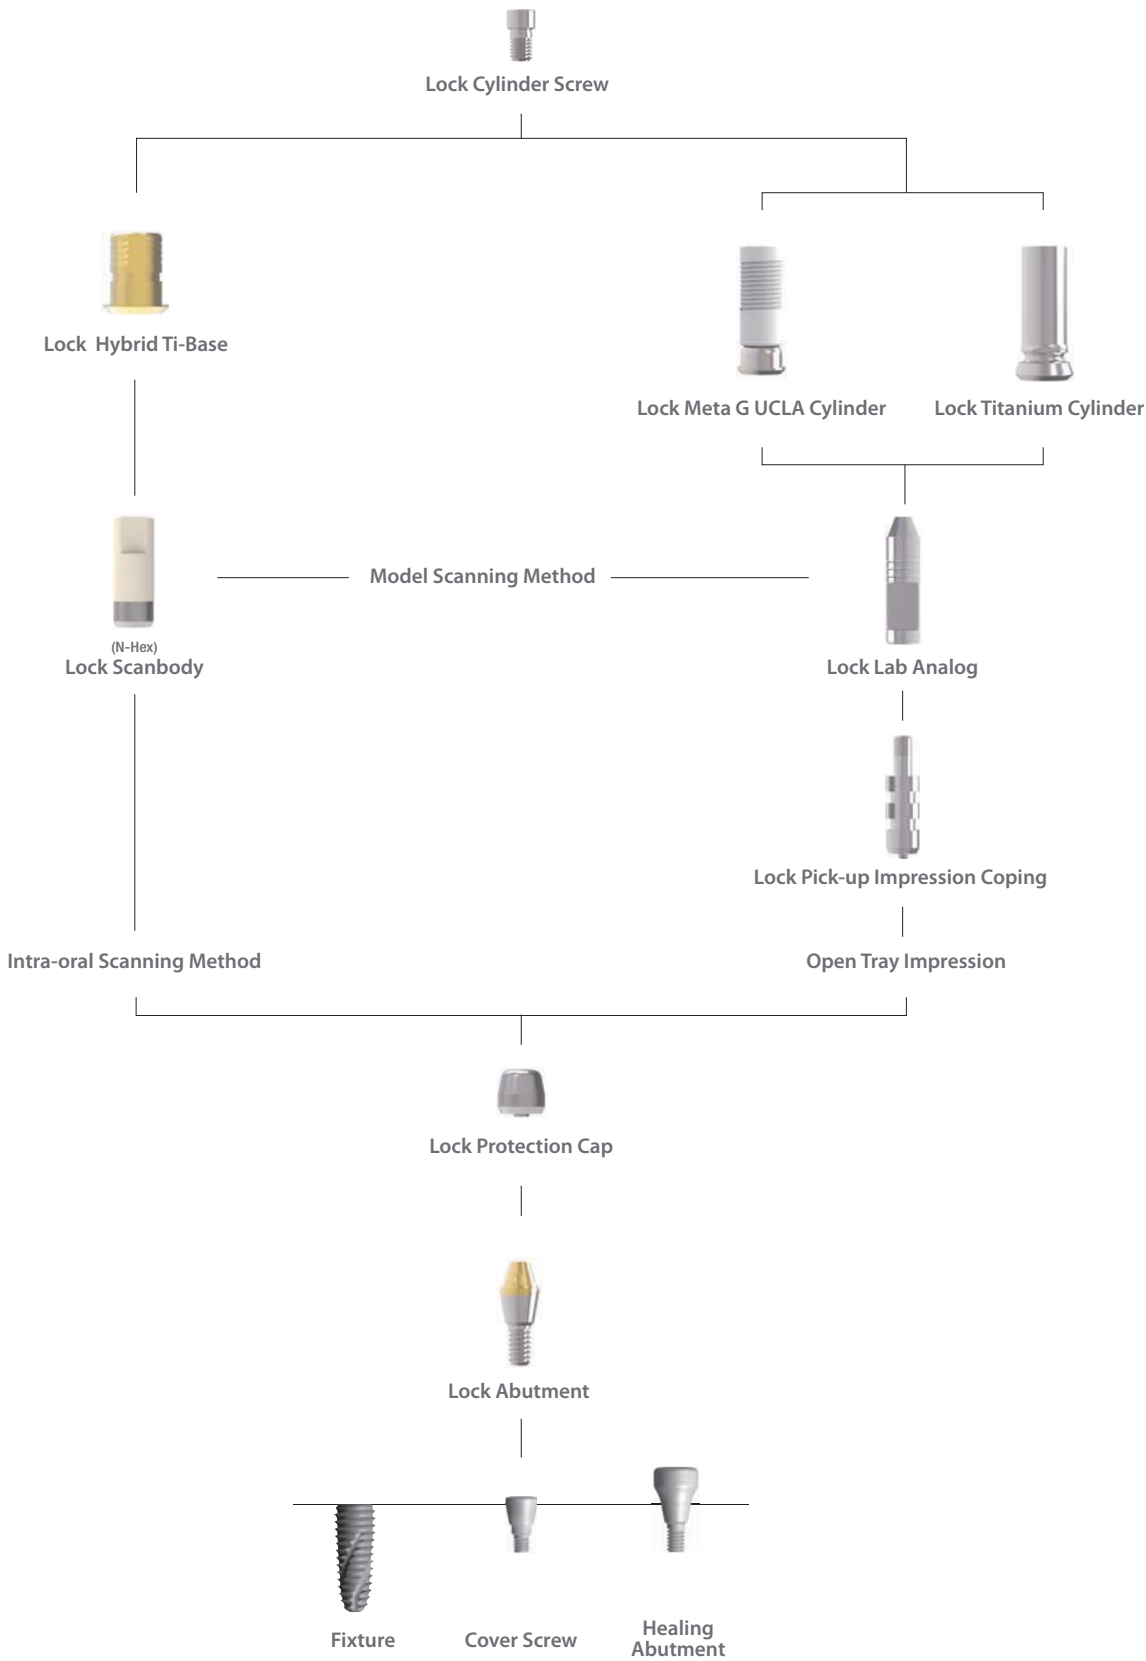 Lock Cylinder Screw
Lock Hybrid Ti-Base
Lock Meta G UCLA Cylinder
Lock Titanium Cylinder
Model Scanning Method
(N-Hex)
Lock Scanbody
Lock Lab Analog
Lock Pick-up Impression Coping
Intra-oral Scanning Method
Open Tray Impression
Lock Protection Cap
Lock Abutment
Fixture
Cover Screw
Healing
Abutment